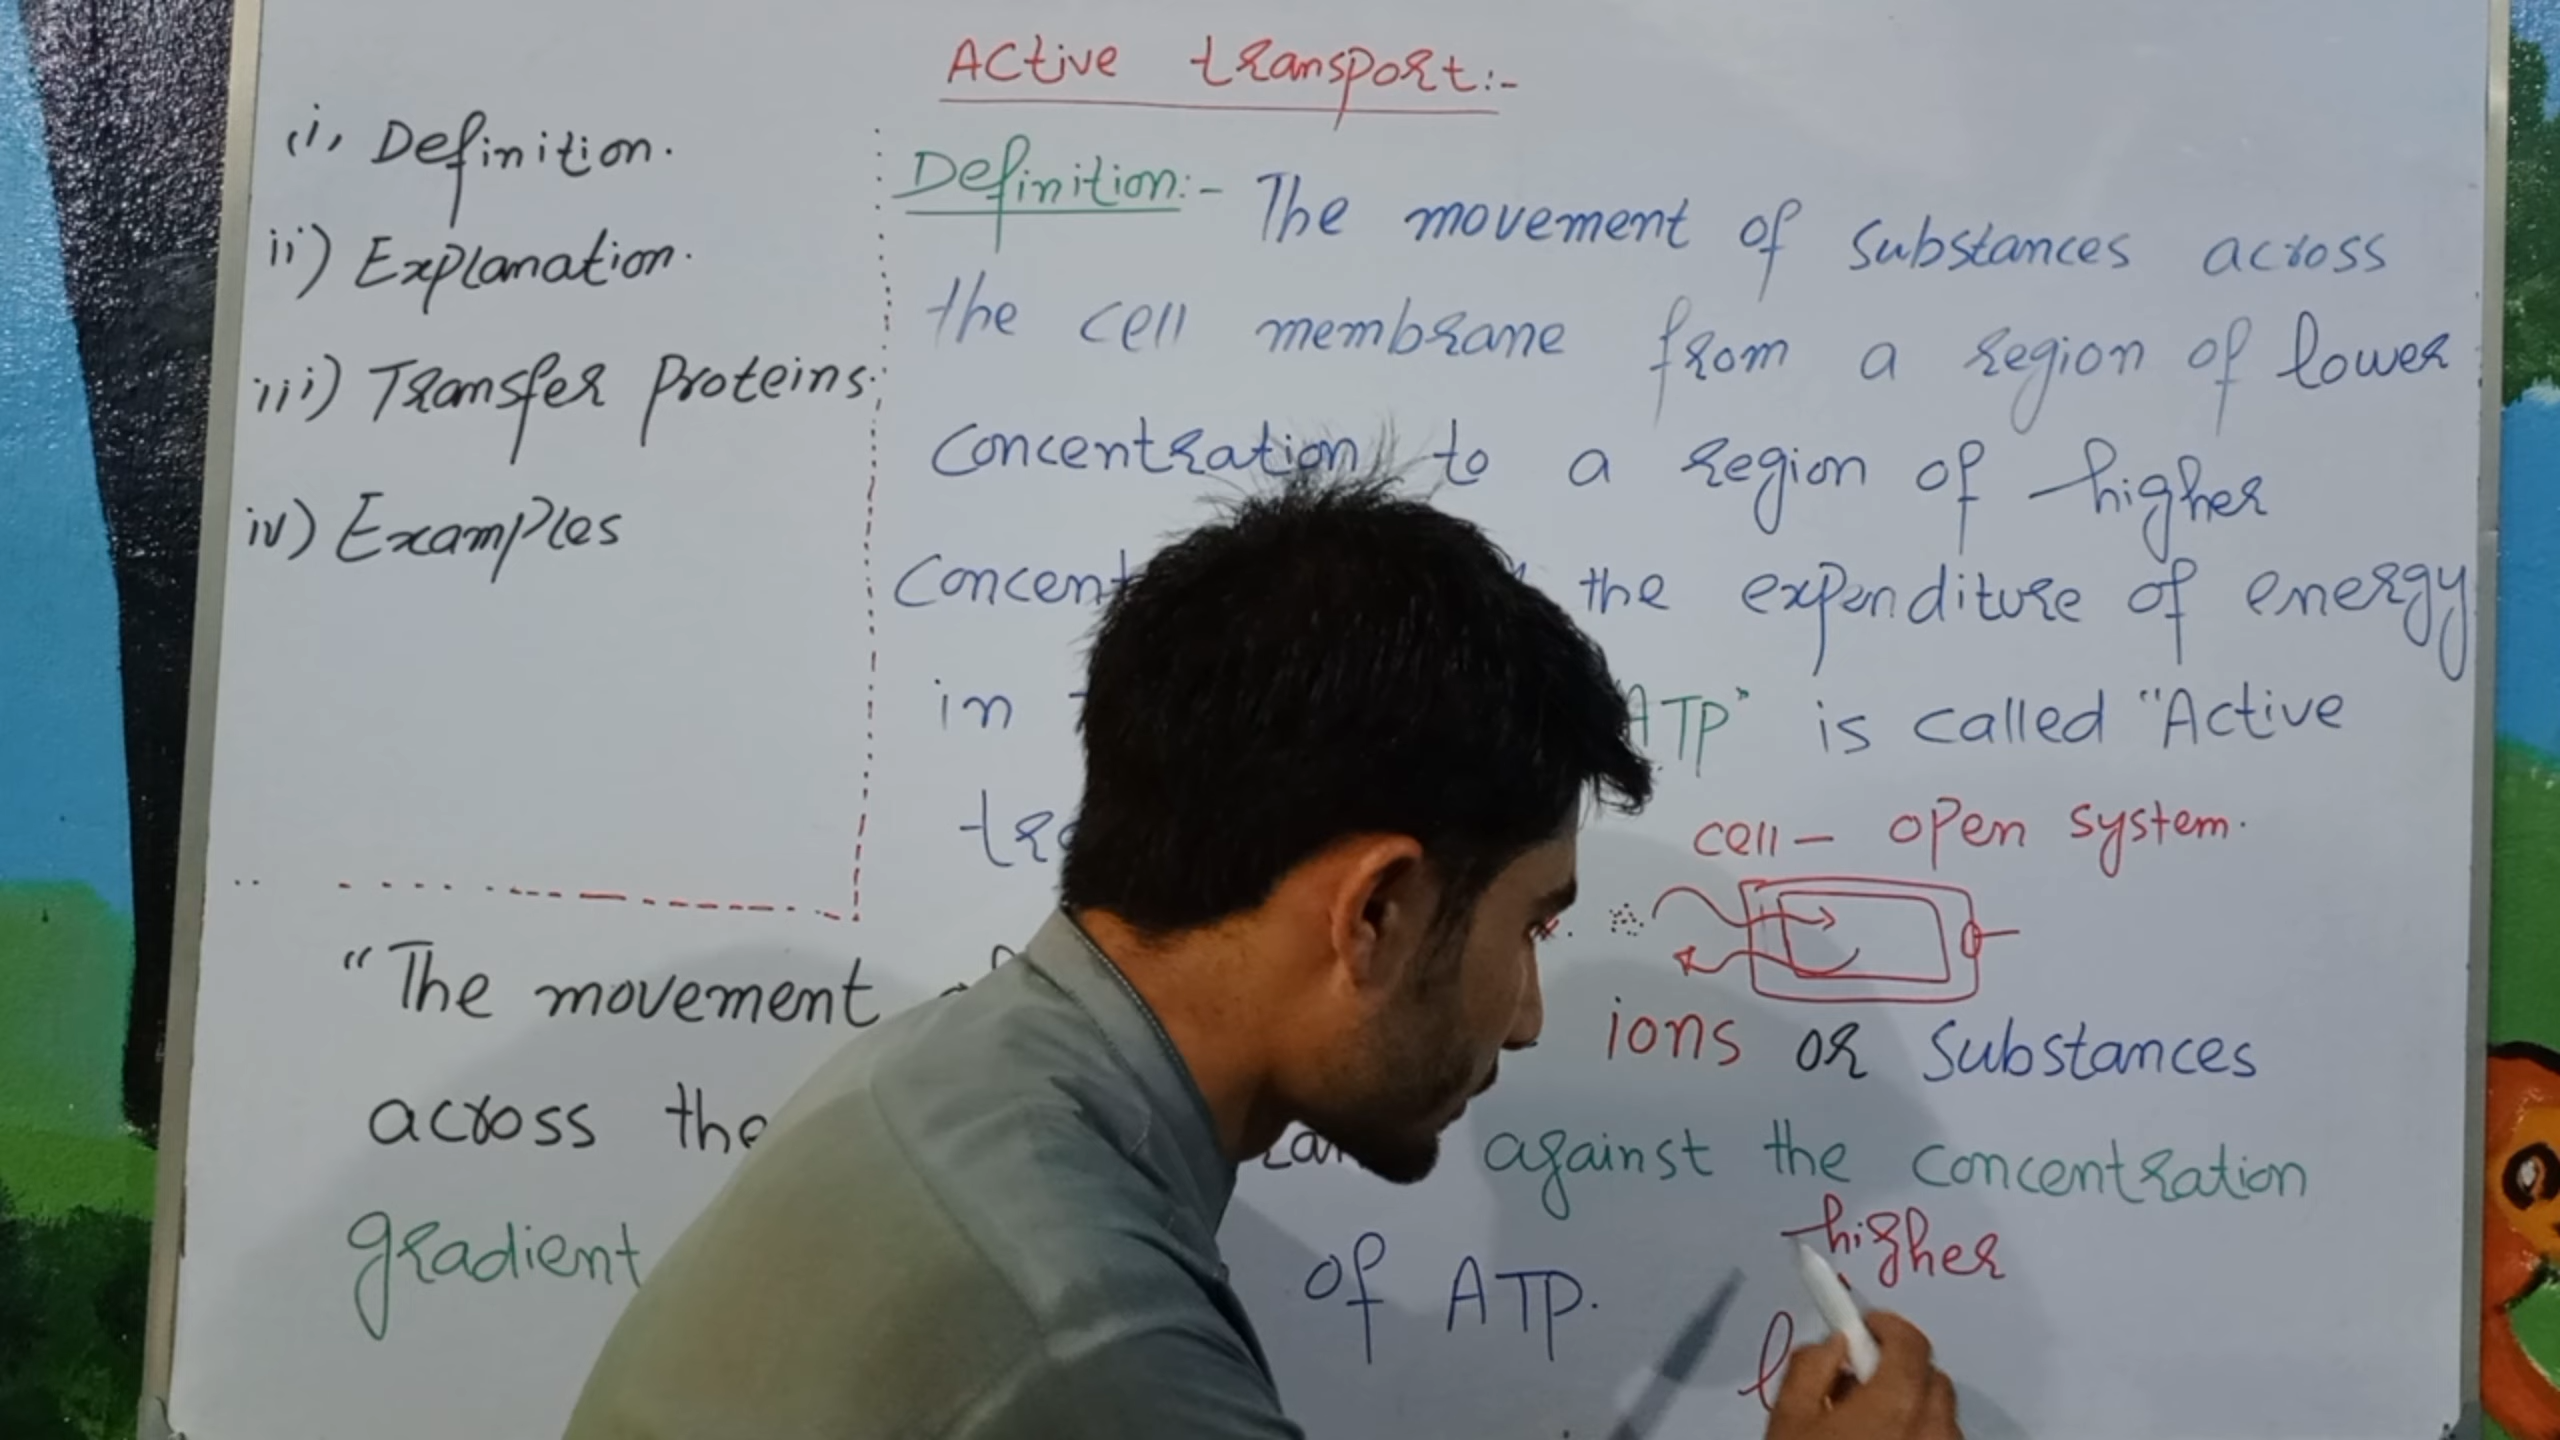 Active transport:-
(i) Definition.
ii) Explanation.
iii) Transfer Proteins.
iv) Examples
Definition:- The movement of substances across
the cell membrane from a region of lower
concentration to a region of higher
the expenditure of energy
in "ATP" is called "Active
cell - open system.
"The movement ions or substances
across the against the concentration
gradient of ATP.
higher